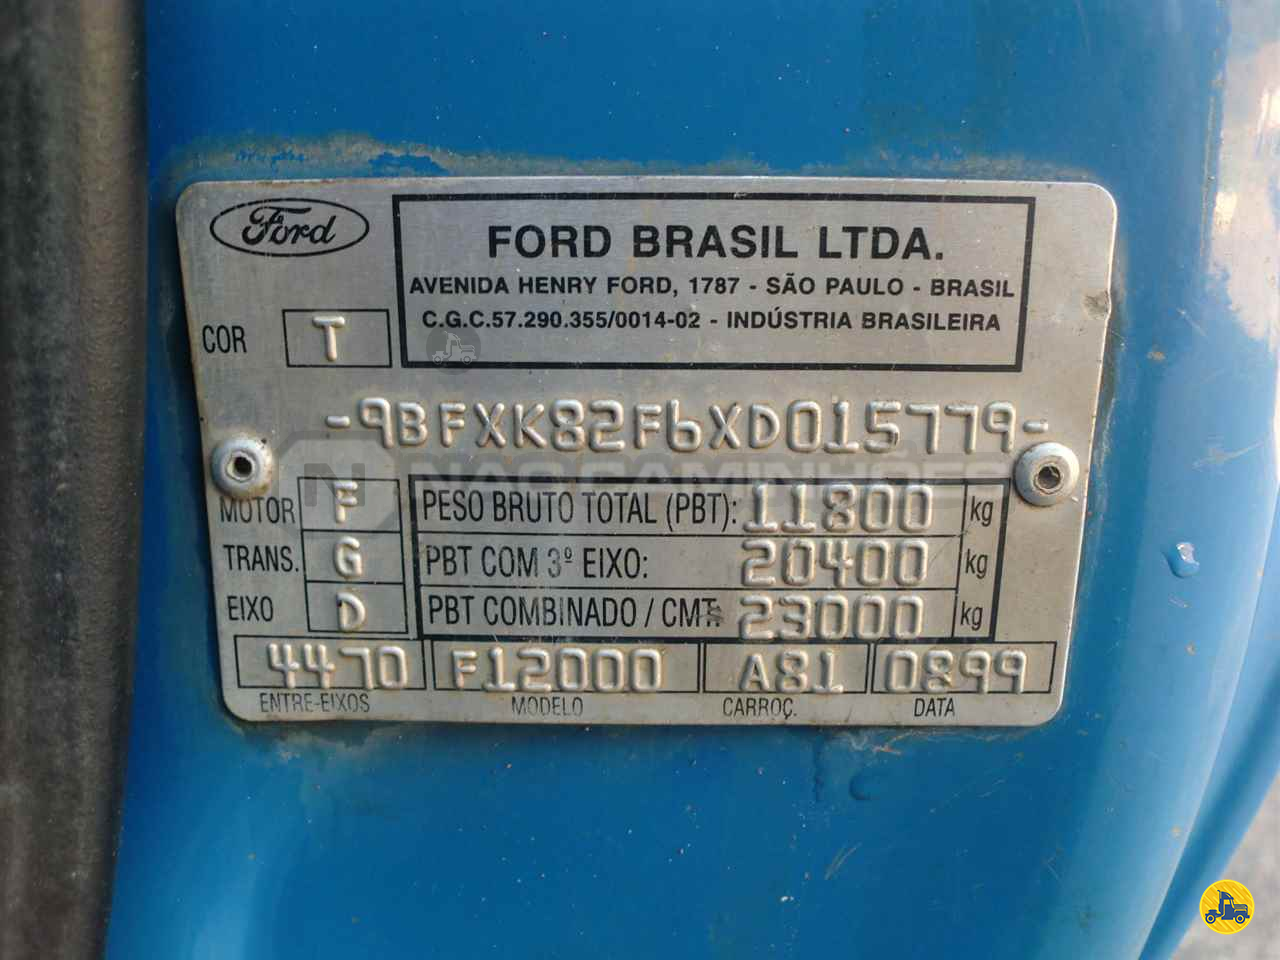 Ford
FORD BRASIL LTDA.
AVENIDA HENRY FORD, 1787 - SÃO PAULO - BRASIL
C.G.C.57.290.355/0014-02 - INDÚSTRIA BRASILEIRA
COR T
-9BFXK82F6XD015779-
MOTOR F PESO BRUTO TOTAL (PBT): 11800 kg
TRANS. G PBT COM 3º EIXO: 20400 kg
EIXO D PBT COMBINADO / CMT: 23000 kg
4470 F12000 A81 0899
ENTRE-EIXOS MODELO CARROÇ. DATA